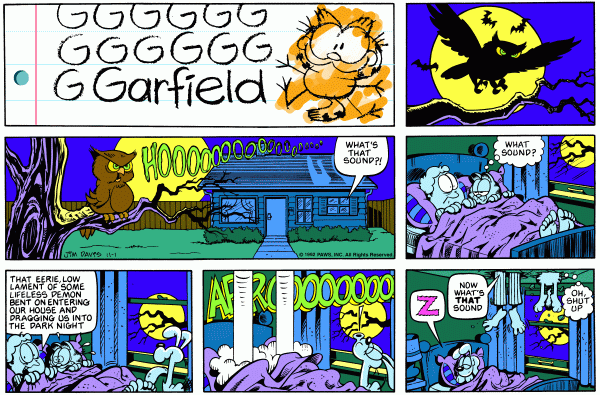 GGGGGG
GGGGGG
G Garfield
HOOOOOOOOOOOOOOOOO
WHAT'S
THAT
SOUND?!
JIM DAVIS 11-1
© 1992 PAWS, INC. All Rights Reserved
WHAT
SOUND?
THAT EERIE, LOW
LAMENT OF SOME
LIFELESS DEMON
BENT ON ENTERING
OUR HOUSE AND
DRAGGING US INTO
THE DARK NIGHT
AROOOOOOOOO
Z
NOW
WHAT'S
THAT
SOUND
OH,
SHUT
UP